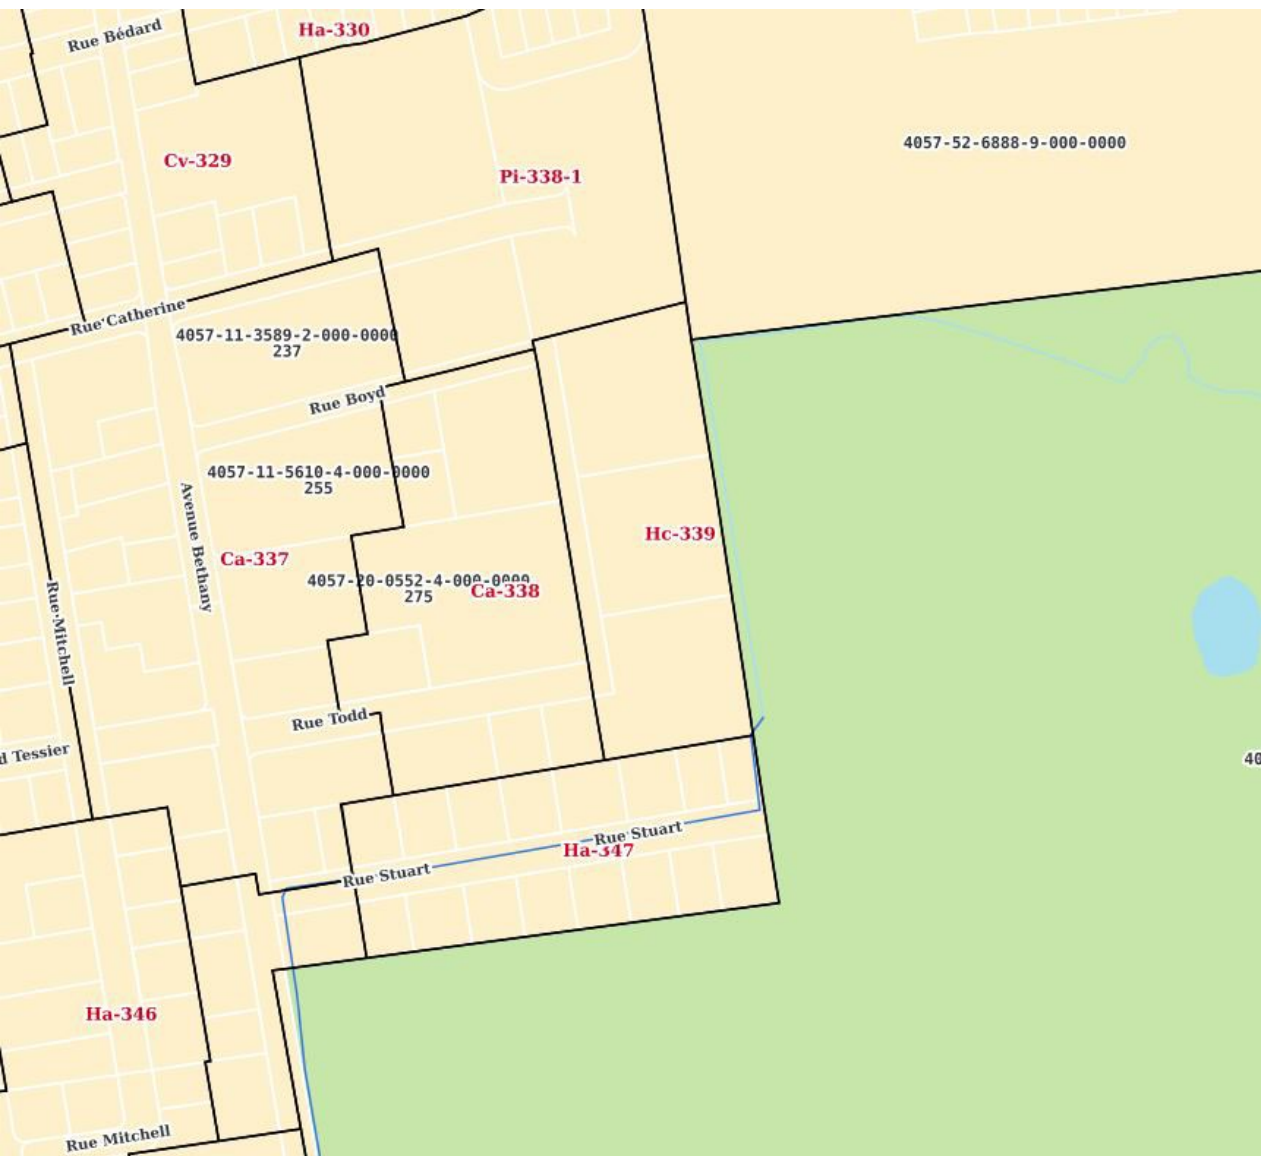 Ha-330
Rue Bédard
4057-52-6888-9-000-0000
Cv-329
Pi-338-1
Rue Catherine
4057-11-3589-2-000-0000
237
Rue Boyd
4057-11-5610-4-000-0000
255
Avenue Bethany
Hc-339
Ca-337
4057-20-0552-4-000-0000
275
Ca-338
Rue Mitchell
Rue Todd
d Tessier
40
Rue Stuart
Ha-347
Rue Stuart
Ha-346
Rue Mitchell